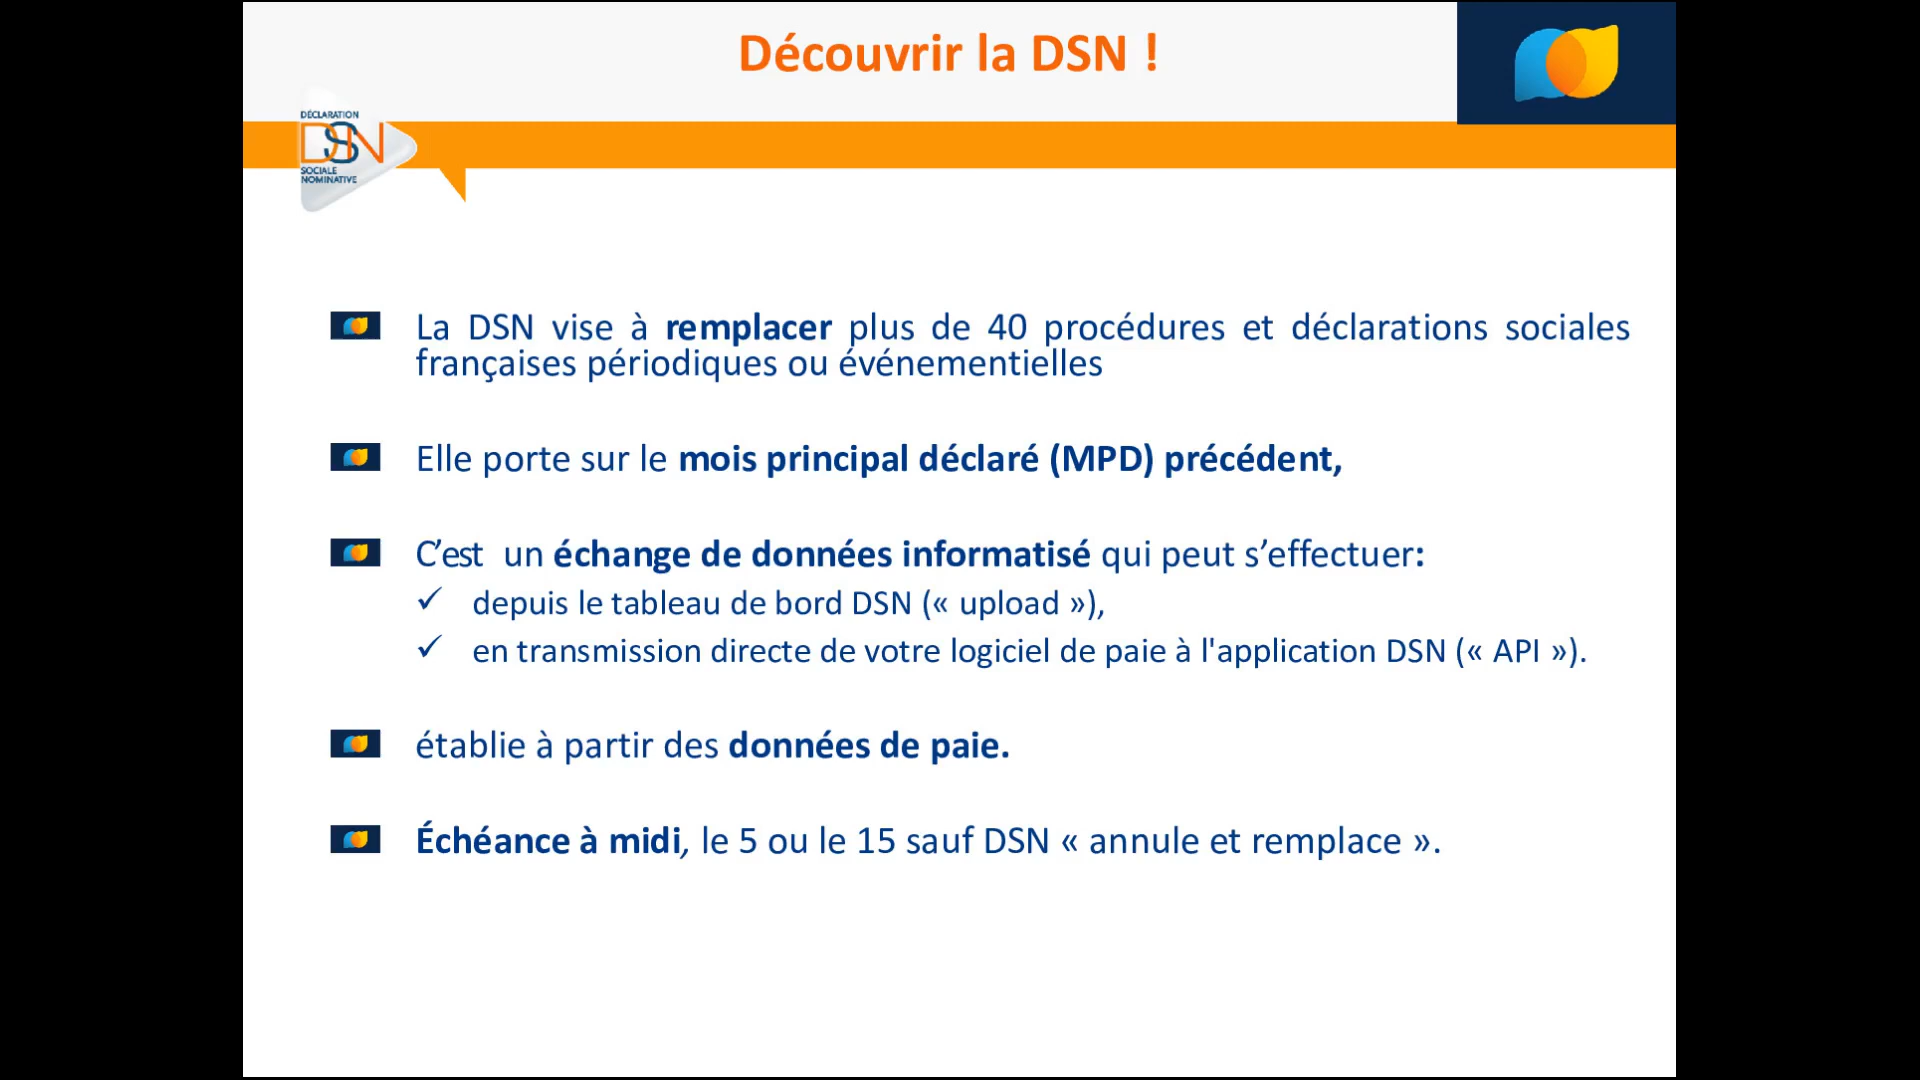 Découvrir la DSN !
DÉCLARATION
DSN
SOCIALE
NOMINATIVE
La DSN vise à remplacer plus de 40 procédures et déclarations sociales
françaises périodiques ou événementielles
Elle porte sur le mois principal déclaré (MPD) précédent,
C’est un échange de données informatisé qui peut s’effectuer:
✓ depuis le tableau de bord DSN (« upload »),
✓ en transmission directe de votre logiciel de paie à l'application DSN (« API »).
établie à partir des données de paie.
Échéance à midi, le 5 ou le 15 sauf DSN « annule et remplace ».